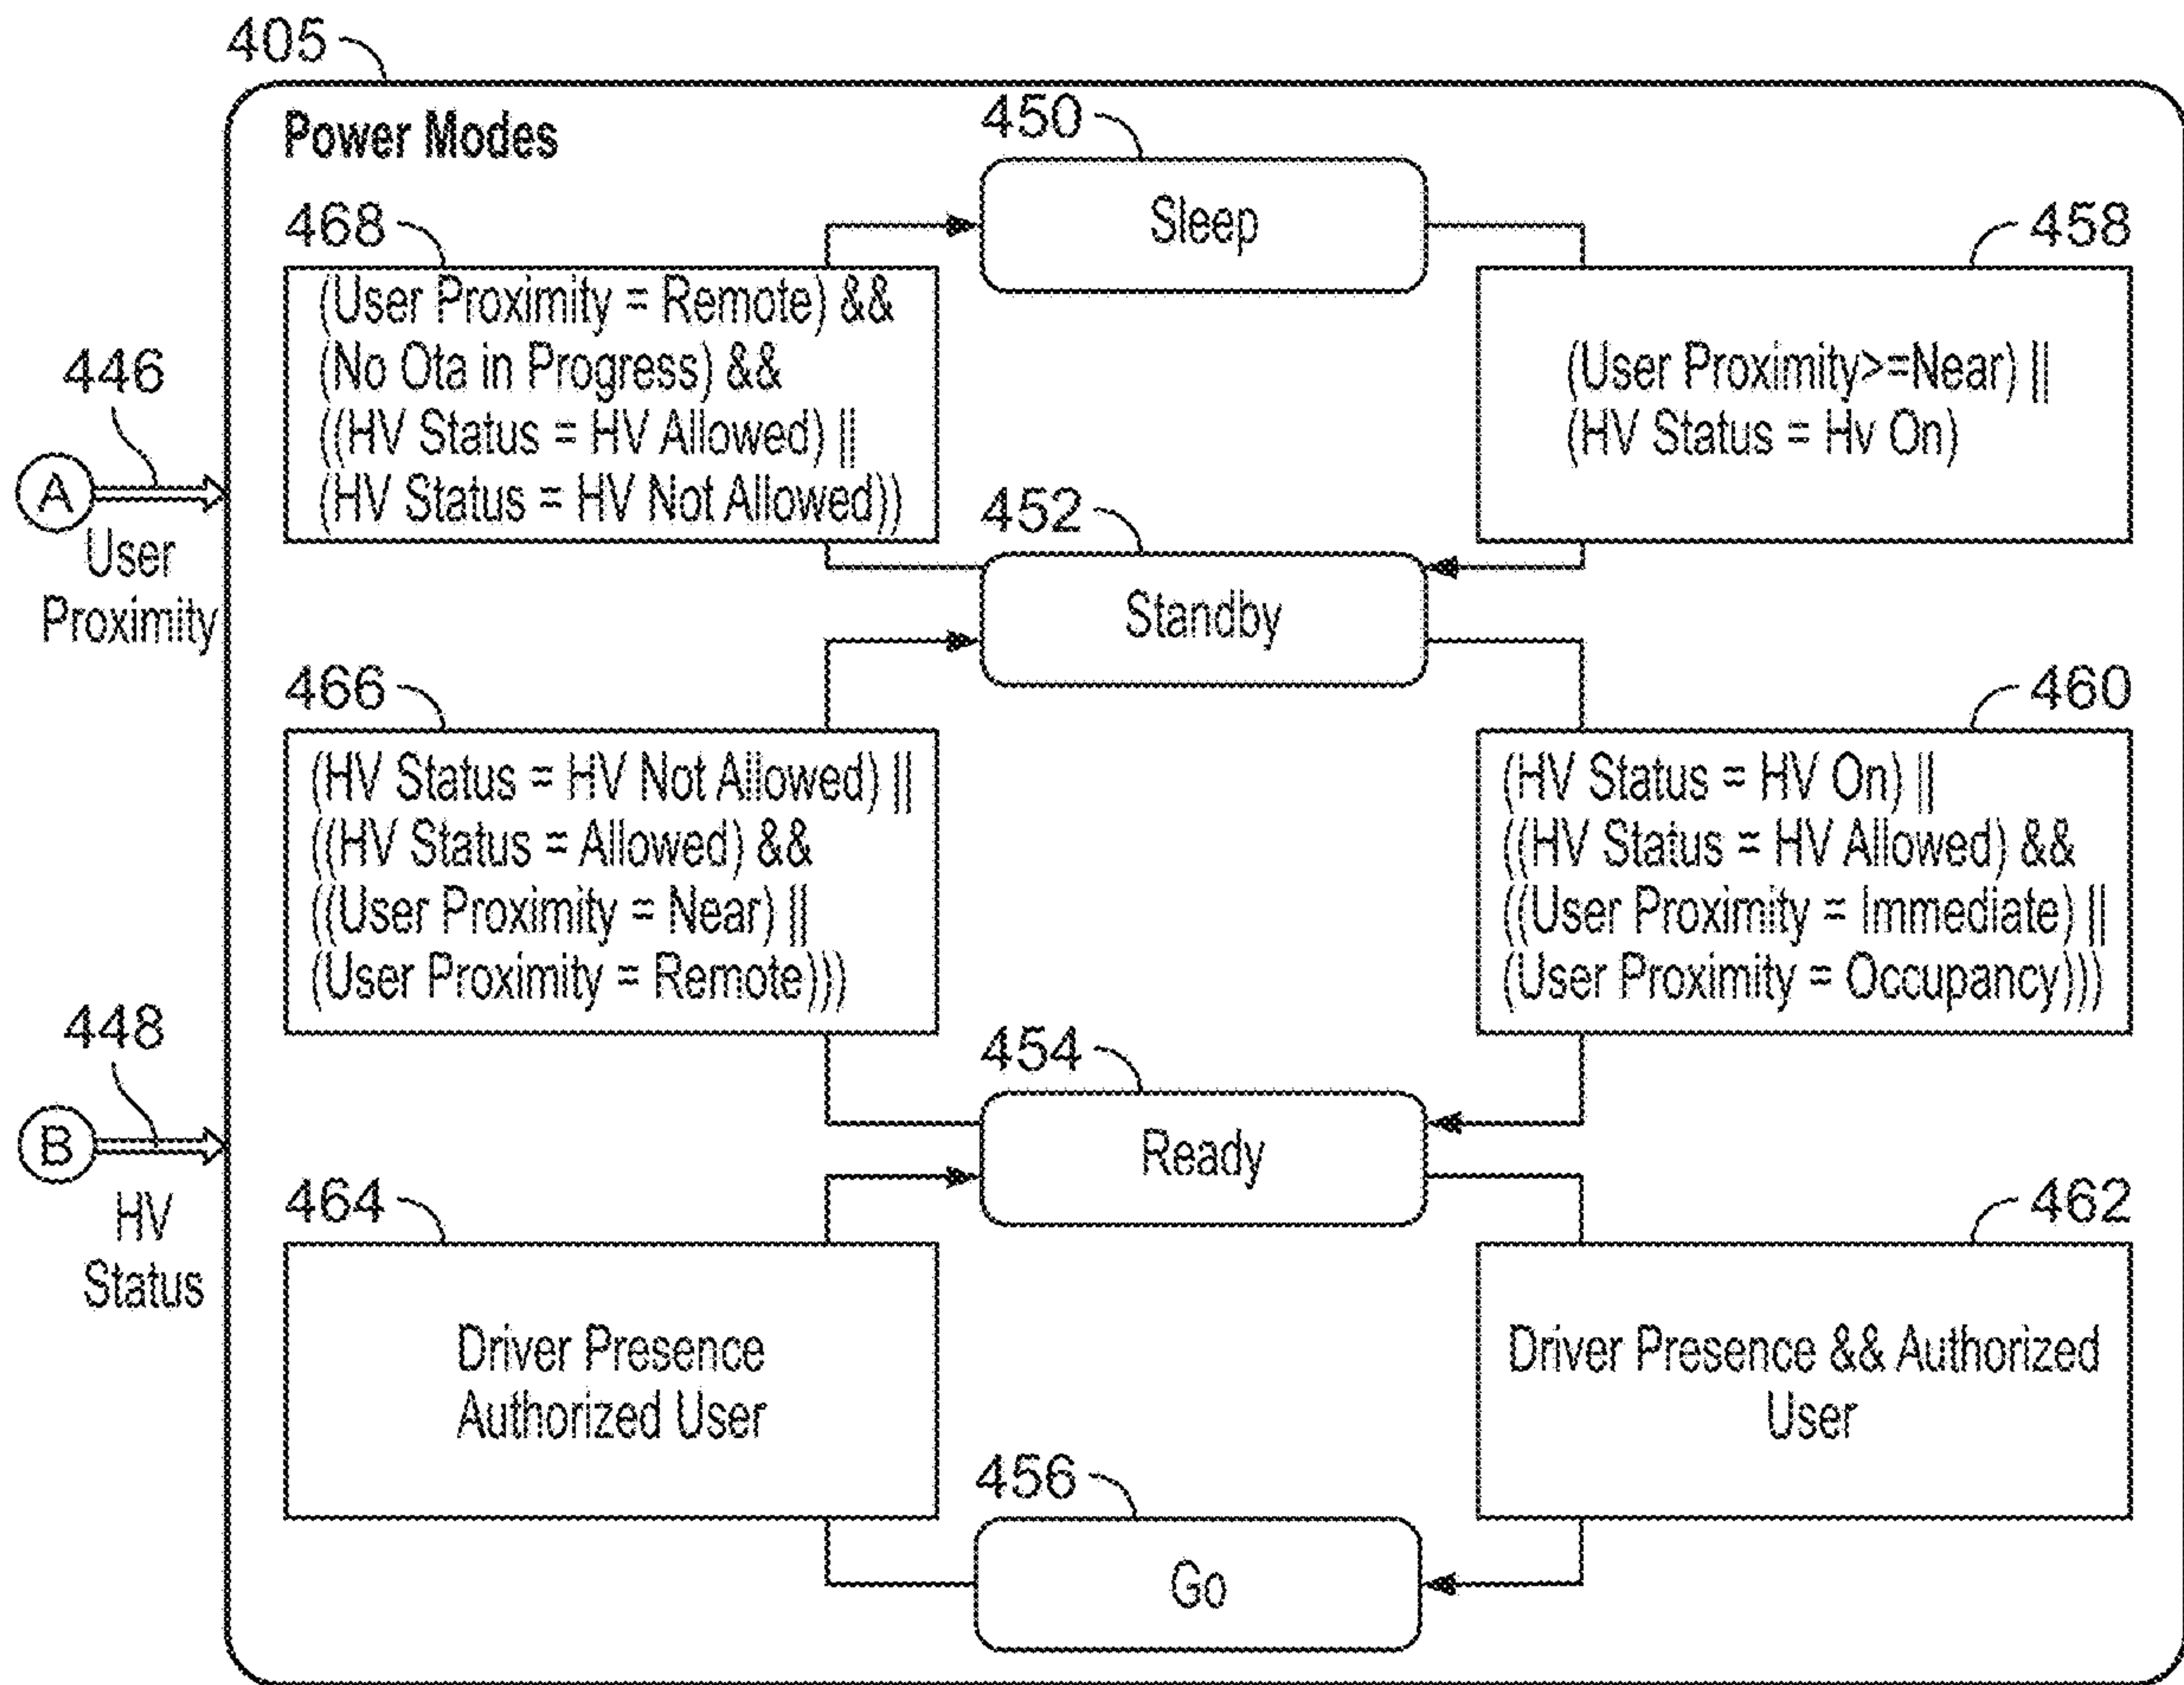 405
Power Modes
450
Sleep
468
(User Proximity = Remote) &&
(No Ota in Progress) &&
((HV Status = HV Allowed) ||
(HV Status = HV Not Allowed))
458
(User Proximity>=Near) ||
(HV Status = Hv On)
446
A
User
Proximity
452
Standby
466
(HV Status = HV Not Allowed) ||
((HV Status = Allowed) &&
((User Proximity = Near) ||
(User Proximity = Remote)))
460
(HV Status = HV On) ||
((HV Status = HV Allowed) &&
((User Proximity = Immediate) ||
(User Proximity = Occupancy)))
448
B
HV
Status
454
Ready
464
Driver Presence
Authorized User
462
Driver Presence && Authorized
User
456
Go